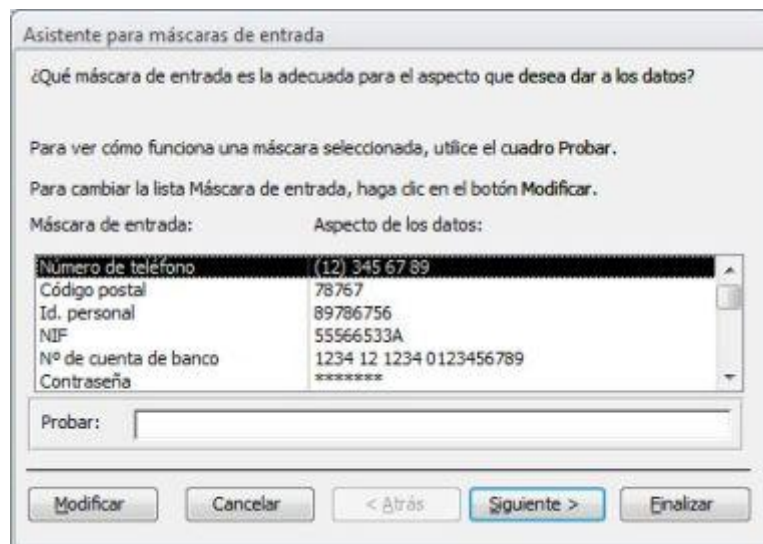 Asistente para máscaras de entrada
¿Qué máscara de entrada es la adecuada para el aspecto que desea dar a los datos?
Para ver cómo funciona una máscara seleccionada, utilice el cuadro Probar.
Para cambiar la lista Máscara de entrada, haga clic en el botón Modificar.
Máscara de entrada: Aspecto de los datos:
Número de teléfono (12) 345 67 89
Código postal 78767
Id. personal 89786756
NIF 55566533A
Nº de cuenta de banco 1234 12 1234 0123456789
Contraseña *******
Probar:
Modificar Cancelar < Atrás Siguiente > Finalizar